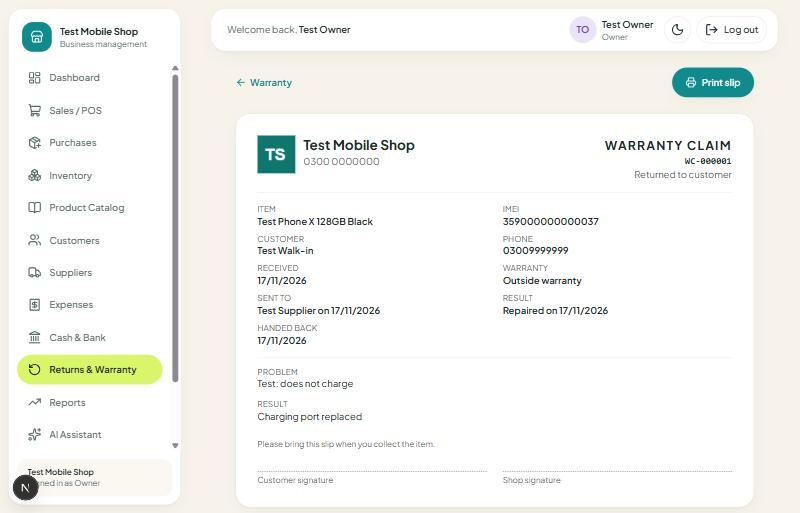 Test Mobile Shop
Business management
Dashboard
Sales / POS
Purchases
Inventory
Product Catalog
Customers
Suppliers
Expenses
Cash & Bank
Returns & Warranty
Reports
AI Assistant
Test Mobile Shop
in as Owner
N
Welcome back, Test Owner
TO
Test Owner
Owner
Log out
Warranty
Print slip
TS
Test Mobile Shop
0300 0000000
WARRANTY CLAIM
WC-000001
Returned to customer
ITEM
Test Phone X 128GB Black
IMEI
359000000000037
CUSTOMER
Test Walk-in
PHONE
03009999999
RECEIVED
17/11/2026
WARRANTY
Outside warranty
SENT TO
Test Supplier on 17/11/2026
RESULT
Repaired on 17/11/2026
HANDED BACK
17/11/2026
PROBLEM
Test: does not charge
RESULT
Charging port replaced
Please bring this slip when you collect the item.
Customer signature
Shop signature